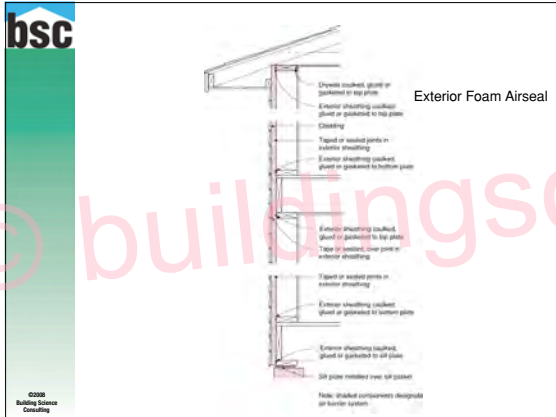 bsc
Exterior Foam Airseal
Drywall caulked, glued or
gasketed to top plate
Exterior sheathing caulked,
glued or gasketed to top plate
Cladding
Taped or sealed joints in
exterior sheathing
Exterior sheathing caulked,
glued or gasketed to bottom plate
Exterior sheathing caulked,
glued or gasketed to top plate
Tape or sealant, over joint in
exterior sheathing
Taped or sealed joints in
exterior sheathing
Exterior sheathing caulked,
glued or gasketed to bottom plate
Exterior sheathing caulked,
glued or gasketed to sill plate
Sill plate installed over sill gasket
Note: shaded components designate
air barrier system
© buildingsc
©2008
Building Science
Consulting